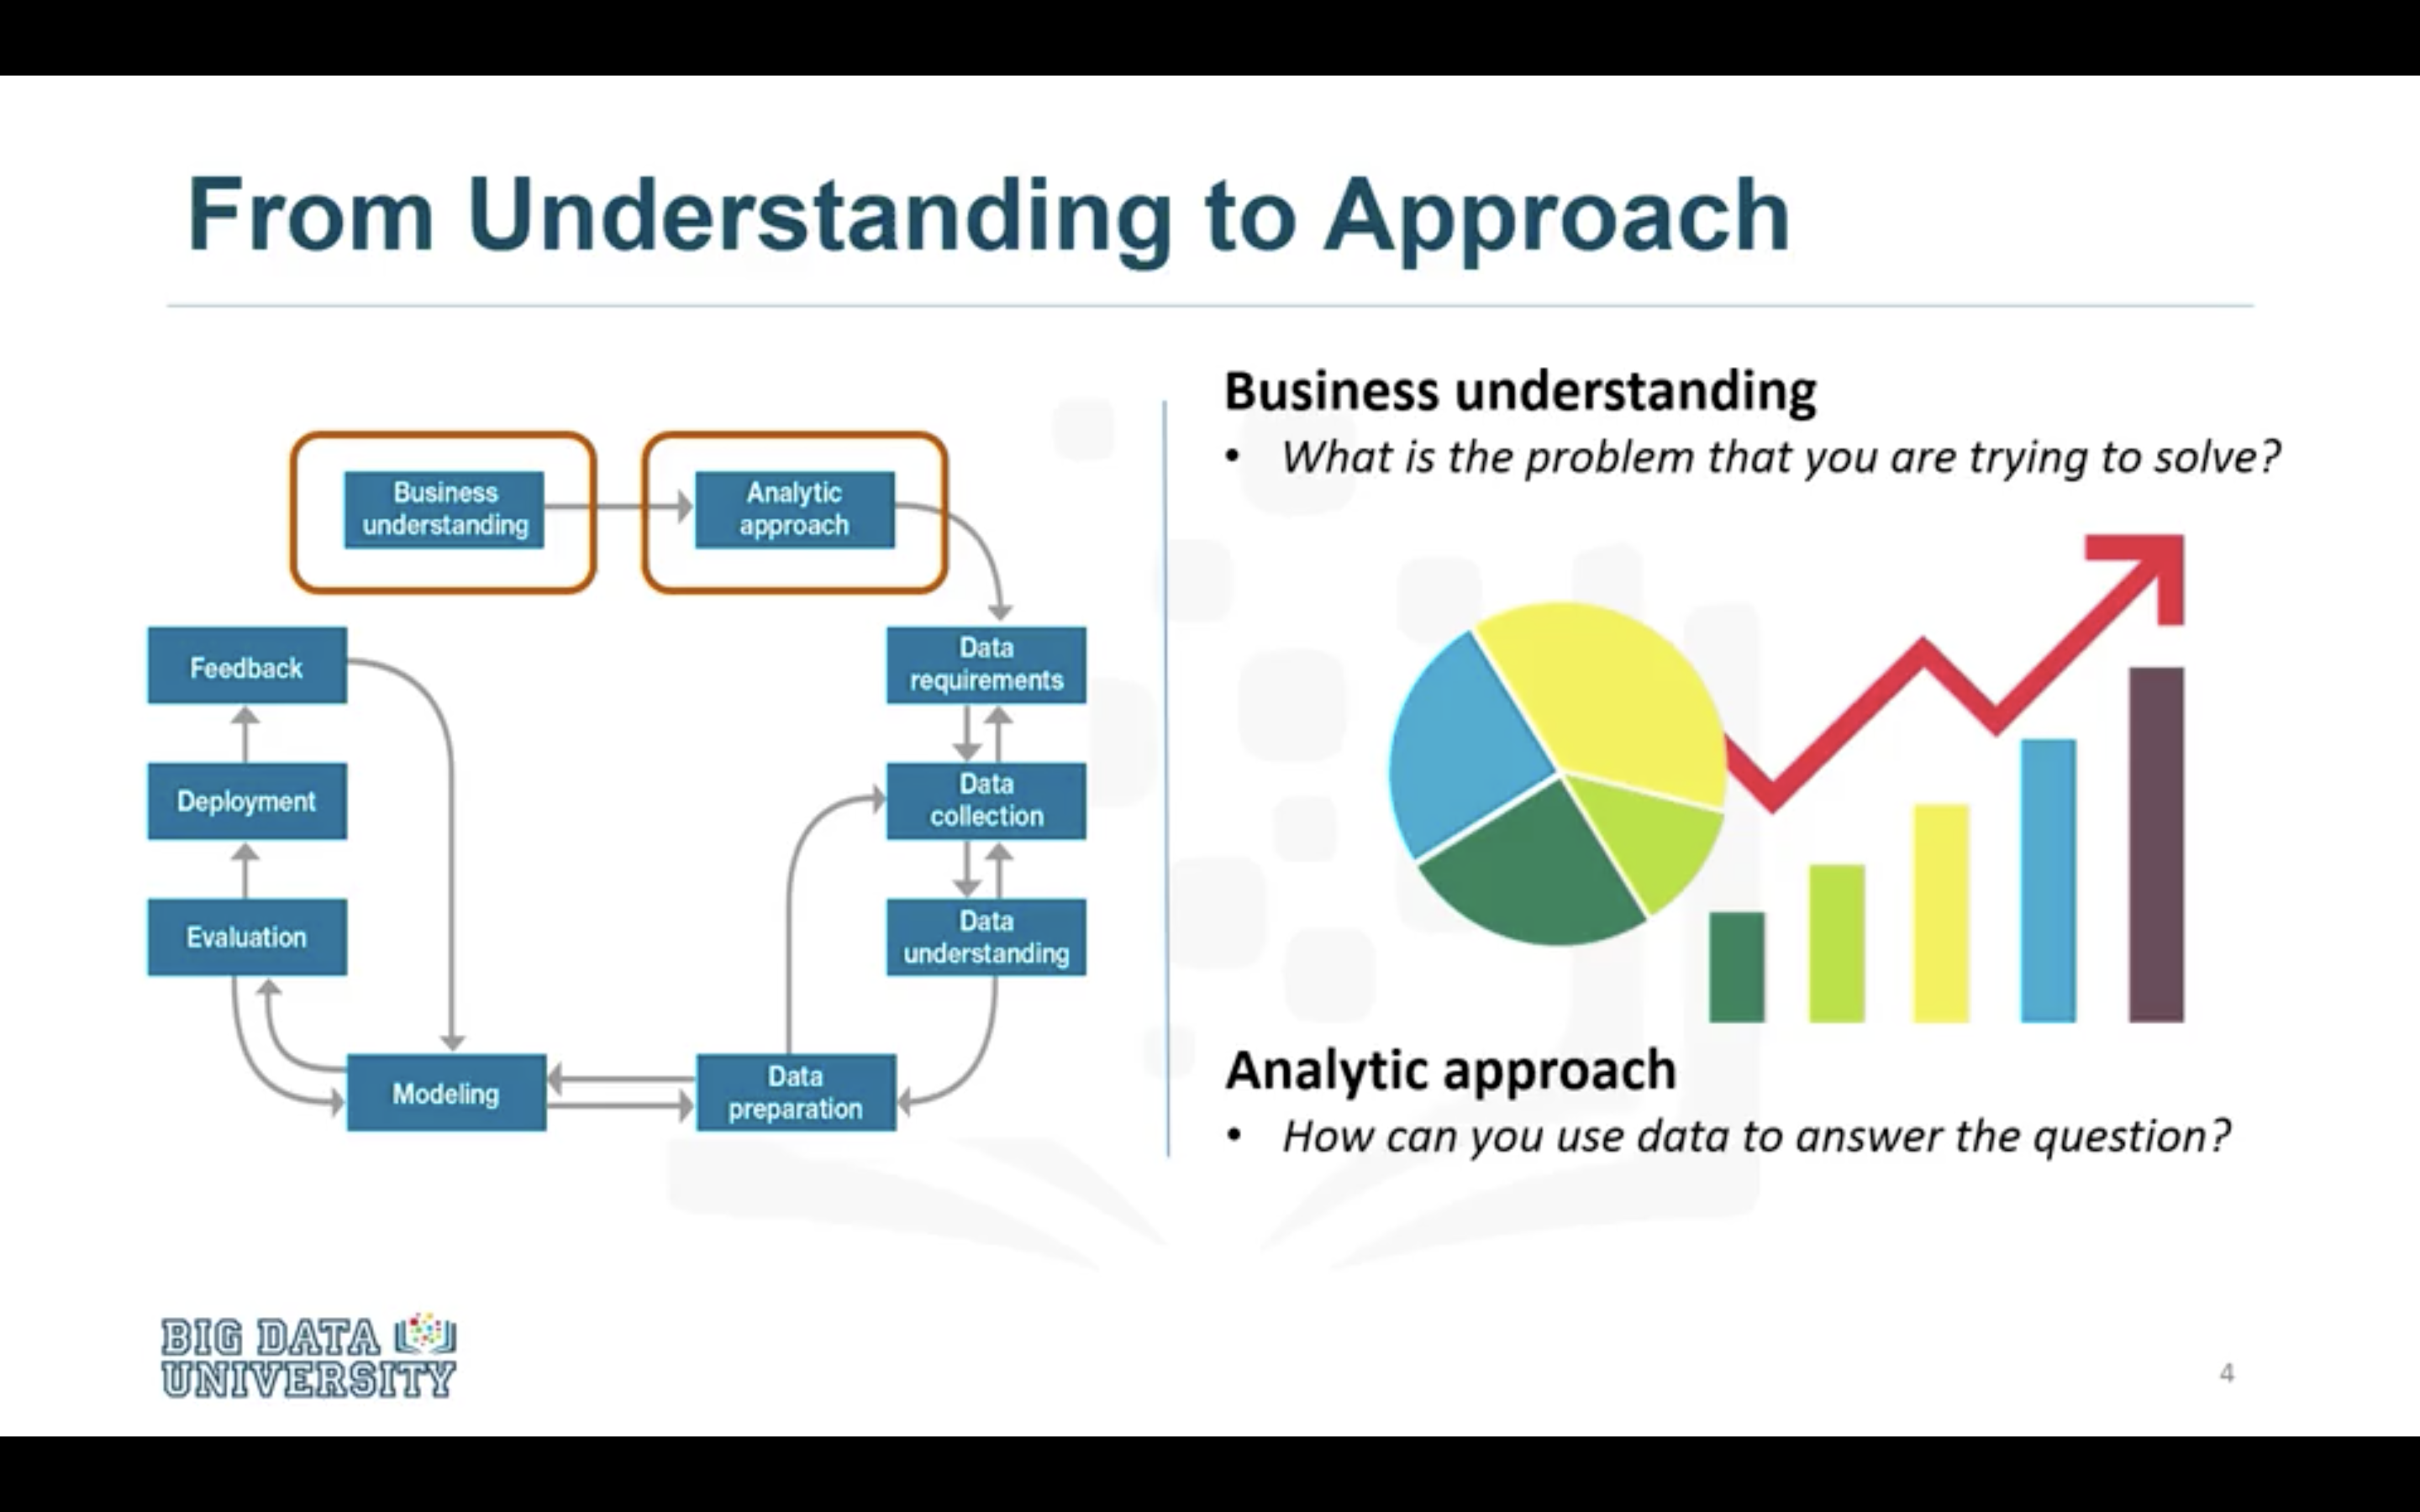 From Understanding to Approach
Business
understanding
Analytic
approach
Feedback
Data
requirements
Deployment
Data
collection
Evaluation
Data
understanding
Modeling
Data
preparation
Business understanding
• What is the problem that you are trying to solve?
Analytic approach
• How can you use data to answer the question?
BIG DATA
UNIVERSITY
4